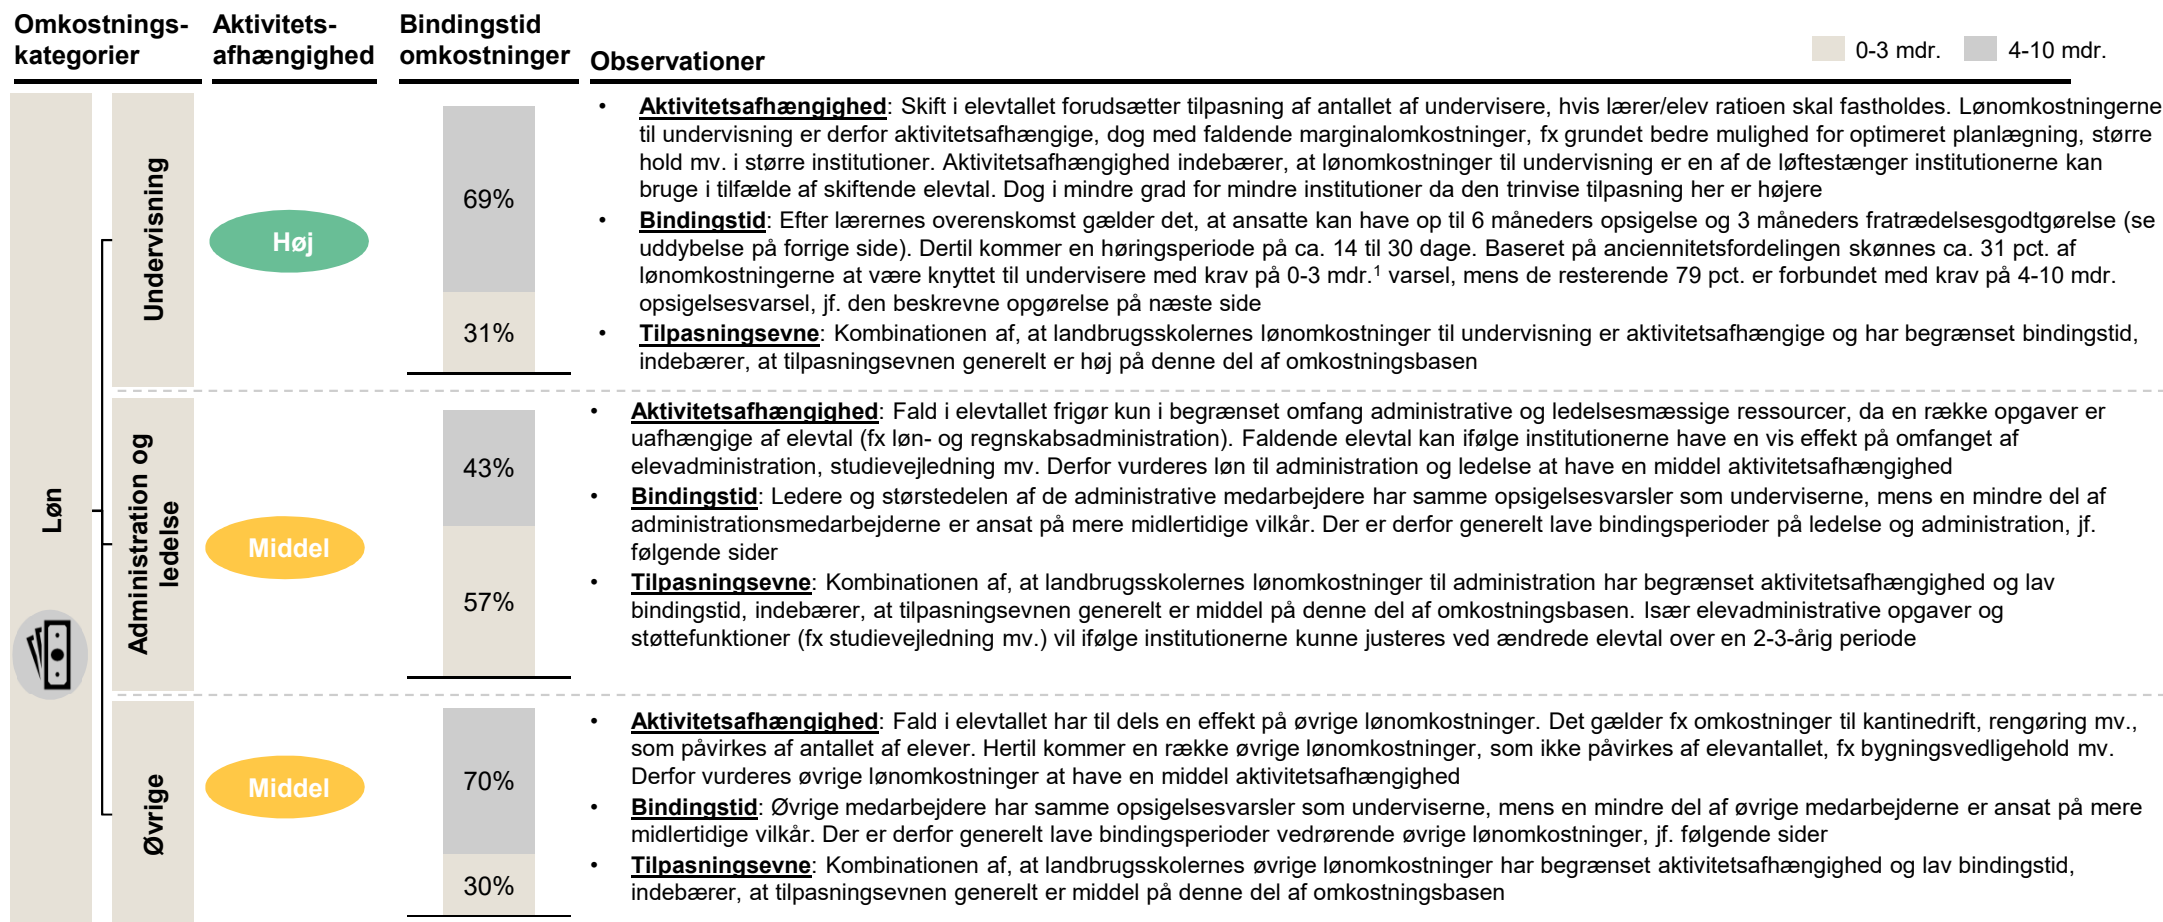 Omkostnings-
kategorier
Aktivitets-
afhængighed
Bindingstid
omkostninger
Observationer
0-3 mdr.
4-10 mdr.
Løn
Undervisning
Høj
69%
31%
• Aktivitetsafhængighed: Skift i elevtallet forudsætter tilpasning af antallet af undervisere, hvis lærer/elev ratioen skal fastholdes. Lønomkostningerne
til undervisning er derfor aktivitetsafhængige, dog med faldende marginalomkostninger, fx grundet bedre mulighed for optimeret planlægning, større
hold mv. i større institutioner. Aktivitetsafhængighed indebærer, at lønomkostninger til undervisning er en af de løftestænger institutionerne kan
bruge i tilfælde af skiftende elevtal. Dog i mindre grad for mindre institutioner da den trinvise tilpasning her er højere
• Bindingstid: Efter lærernes overenskomst gælder det, at ansatte kan have op til 6 måneders opsigelse og 3 måneders fratrædelsesgodtgørelse (se
uddybelse på forrige side). Dertil kommer en høringsperiode på ca. 14 til 30 dage. Baseret på anciennitetsfordelingen skønnes ca. 31 pct. af
lønomkostningerne at være knyttet til undervisere med krav på 0-3 mdr.¹ varsel, mens de resterende 79 pct. er forbundet med krav på 4-10 mdr.
opsigelsesvarsel, jf. den beskrevne opgørelse på næste side
• Tilpasningsevne: Kombinationen af, at landbrugsskolernes lønomkostninger til undervisning er aktivitetsafhængige og har begrænset bindingstid,
indebærer, at tilpasningsevnen generelt er høj på denne del af omkostningsbasen
Administration og
ledelse
Middel
43%
57%
• Aktivitetsafhængighed: Fald i elevtallet frigør kun i begrænset omfang administrative og ledelsesmæssige ressourcer, da en række opgaver er
uafhængige af elevtal (fx løn- og regnskabsadministration). Faldende elevtal kan ifølge institutionerne have en vis effekt på omfanget af
elevadministration, studievejledning mv. Derfor vurderes løn til administration og ledelse at have en middel aktivitetsafhængighed
• Bindingstid: Ledere og størstedelen af de administrative medarbejdere har samme opsigelsesvarsler som underviserne, mens en mindre del af
administrationsmedarbejderne er ansat på mere midlertidige vilkår. Der er derfor generelt lave bindingsperioder på ledelse og administration, jf.
følgende sider
• Tilpasningsevne: Kombinationen af, at landbrugsskolernes lønomkostninger til administration har begrænset aktivitetsafhængighed og lav
bindingstid, indebærer, at tilpasningsevnen generelt er middel på denne del af omkostningsbasen. Især elevadministrative opgaver og
støttefunktioner (fx studievejledning mv.) vil ifølge institutionerne kunne justeres ved ændrede elevtal over en 2-3-årig periode
Øvrige
Middel
70%
30%
• Aktivitetsafhængighed: Fald i elevtallet har til dels en effekt på øvrige lønomkostninger. Det gælder fx omkostninger til kantinedrift, rengøring mv.,
som påvirkes af antallet af elever. Hertil kommer en række øvrige lønomkostninger, som ikke påvirkes af elevantallet, fx bygningsvedligehold mv.
Derfor vurderes øvrige lønomkostninger at have en middel aktivitetsafhængighed
• Bindingstid: Øvrige medarbejdere har samme opsigelsesvarsler som underviserne, mens en mindre del af øvrige medarbejderne er ansat på mere
midlertidige vilkår. Der er derfor generelt lave bindingsperioder vedrørende øvrige lønomkostninger, jf. følgende sider
• Tilpasningsevne: Kombinationen af, at landbrugsskolernes øvrige lønomkostninger har begrænset aktivitetsafhængighed og lav bindingstid,
indebærer, at tilpasningsevnen generelt er middel på denne del af omkostningsbasen